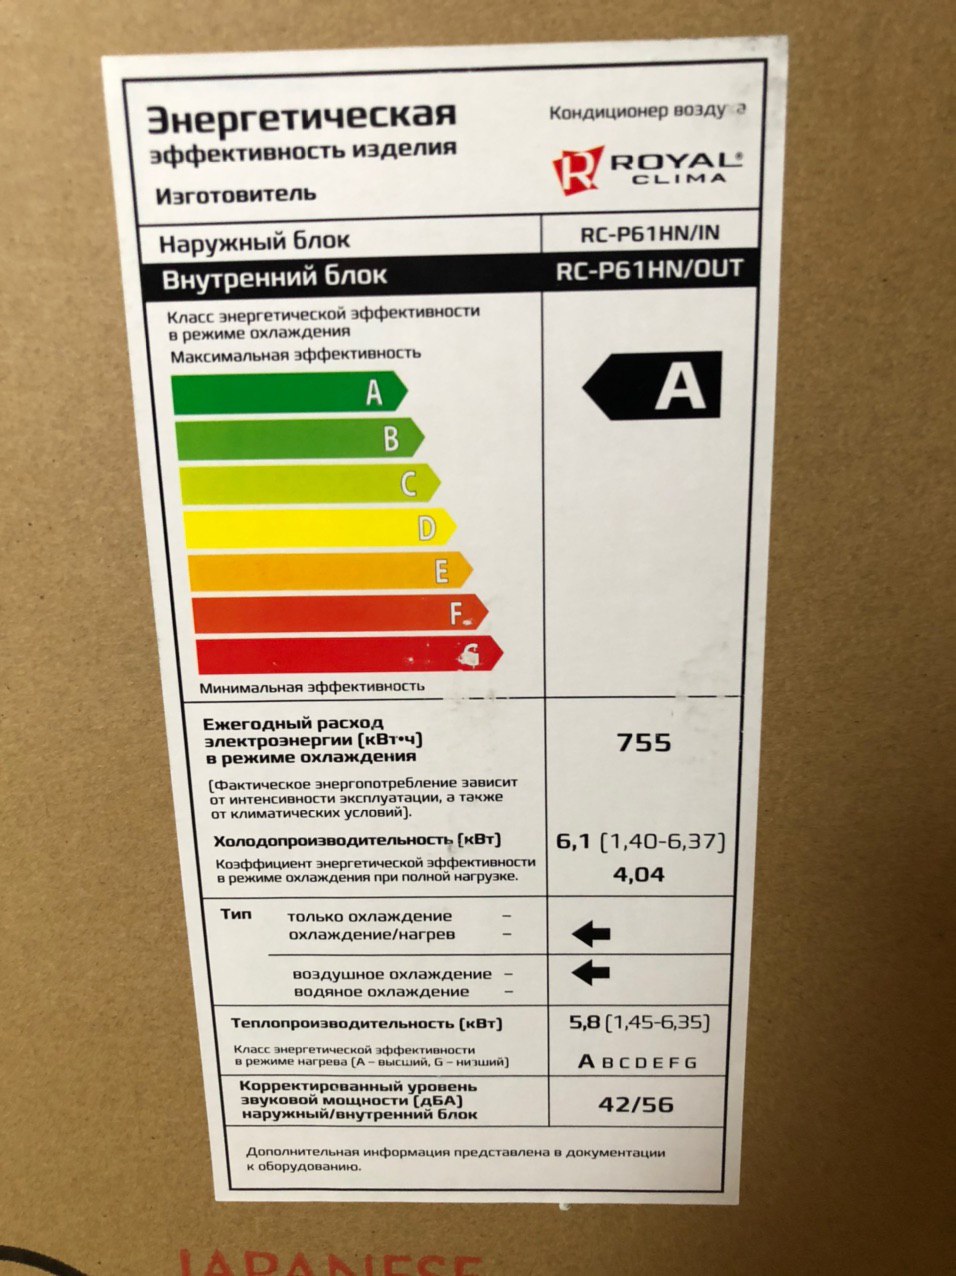 Энергетическая
эффективность изделия
Изготовитель
Кондиционер возду а
ROYAL®
CLIMA
Наружный блок RC-P61HN/IN
Внутренний блок RC-P61HN/OUT
Класс энергетической эффективности
в режиме охлаждения
Максимальная эффективность
A
A
B
C
D
E
F
G
Минимальная эффективность
Ежегодный расход
электроэнергии (кВт•ч)
в режиме охлаждения
755
(Фактическое энергопотребление зависит
от интенсивности эксплуатации, а также
от климатических условий).
Холодопроизводительность (кВт) 6,1 (1,40-6,37)
Коэффициент энергетической эффективности
в режиме охлаждения при полной нагрузке.
4,04
Тип только охлаждение –
охлаждение/нагрев –
воздушное охлаждение –
водяное охлаждение –
Теплопроизводительность (кВт) 5,8 (1,45-6,35)
Класс энергетической эффективности
в режиме нагрева (А – высший, G – низший)
A B C D E F G
Корректированный уровень
звуковой мощности (дБА)
наружный/внутренний блок
42/56
Дополнительная информация представлена в документации
к оборудованию.
JAPANESE